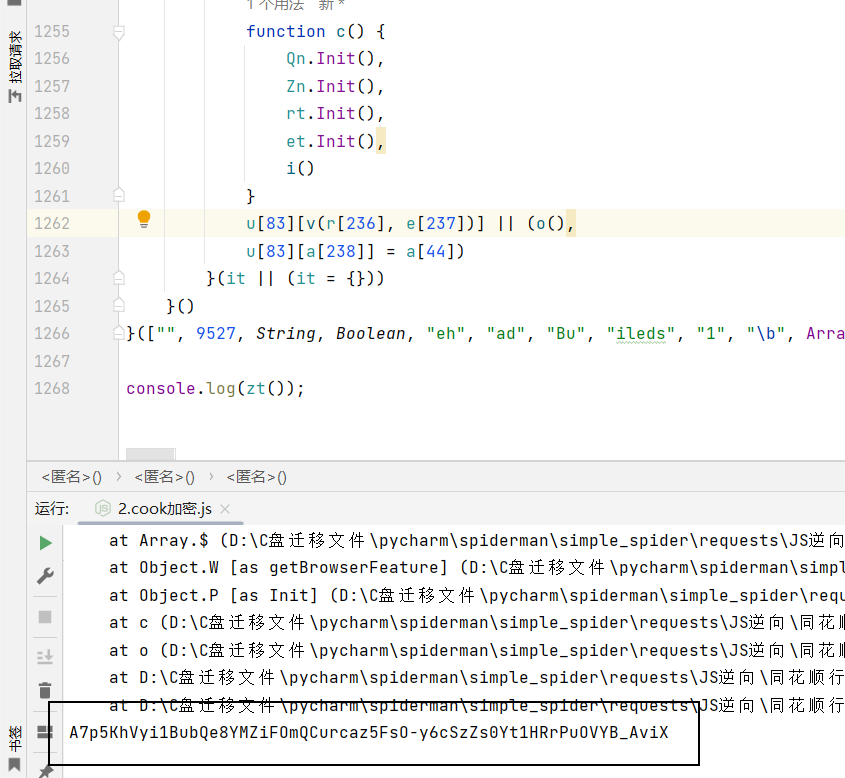 1个用法 新 *
1255 function c() {
1256 Qn.Init(),
1257 Zn.Init(),
1258 rt.Init(),
1259 et.Init(),
1260 i()
1261 }
1262 u[83][v(r[236], e[237])] || (o(),
1263 u[83][a[238]] = a[44])
1264 }(it || (it = {}))
1265 }()
1266 }(["", 9527, String, Boolean, "eh", "ad", "Bu", "ileds", "1", "\b", Arra
1267
1268 console.log(zt());
拉取请求
<匿名>() › <匿名>() › <匿名>()
运行: 2.cook加密.js ×
at Array.$ (D:\C盘迁移文件\pycharm\spiderman\simple_spider\requests\JS逆向
at Object.W [as getBrowserFeature] (D:\C盘迁移文件\pycharm\spiderman\simpl
at Object.P [as Init] (D:\C盘迁移文件\pycharm\spiderman\simple_spider\requ
at c (D:\C盘迁移文件\pycharm\spiderman\simple_spider\requests\JS逆向\同花顺
at o (D:\C盘迁移文件\pycharm\spiderman\simple_spider\requests\JS逆向\同花顺
at D:\C盘迁移文件\pycharm\spiderman\simple_spider\requests\JS逆向\同花顺行
at D:\C盘迁移文件\pycharm\spiderman\simple_spider\requests\JS逆向\同花顺行
A7p5KhVyi1BubQe8YMZiFOmQCurcaz5FsO-y6cSzZs0Yt1HRrPuOVYB_AviX
书签